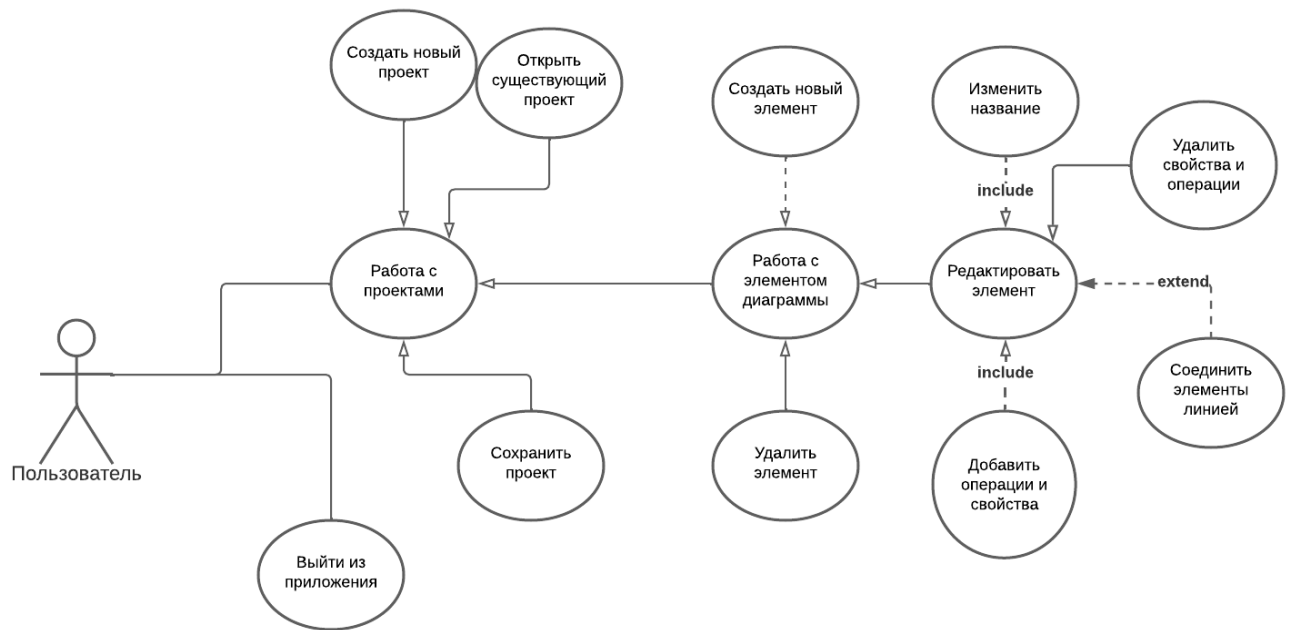 Создать новый
проект
Открыть
существующий
проект
Создать новый
элемент
Изменить
название
Удалить
свойства и
операции
include
Работа с
проектами
Работа с
элементом
диаграммы
Редактировать
элемент
extend
include
Соединить
элементы
линией
Пользователь
Сохранить
проект
Удалить
элемент
Добавить
операции и
свойства
Выйти из
приложения